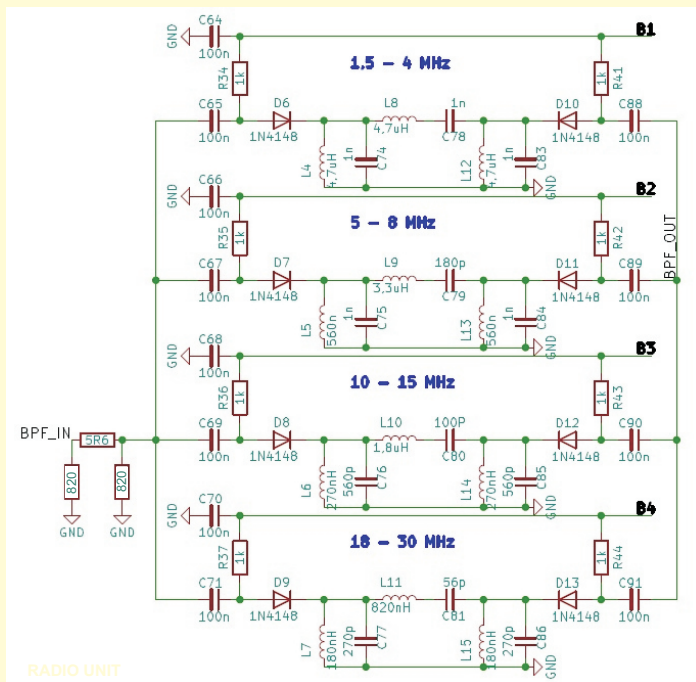 C64
GND
100n
B1
R34
1k
1,5 – 4 MHz
R41
1k
C65
100n
D6
1N4148
L8
4.7uH
1n
C78
D10
1N4148
C88
100n
L4
4.7uH
1n
C74
L12
4.7uH
1n
C83
GND
C66
GND
100n
B2
R35
1k
5 – 8 MHz
R42
1k
BPF_OUT
C67
100n
D7
1N4148
L9
3,3uH
180p
C79
D11
1N4148
C89
100n
L5
560n
1n
C75
L13
560n
1n
C84
GND
C68
GND
100n
B3
R36
1k
10 – 15 MHz
R43
1k
BPF_IN
5R6
820
820
GND
GND
C69
100n
D8
1N4148
L10
1,8uH
100P
C80
D12
1N4148
C90
100n
L6
270nH
560p
C76
L14
270nH
560p
C85
GND
C70
GND
100n
B4
R37
1k
18 – 30 MHz
R44
1k
C71
100n
D9
1N4148
L11
820nH
56p
C81
D13
1N4148
C91
100n
L7
180nH
270p
C77
L15
180nH
270p
C86
GND
RADIO UNIT